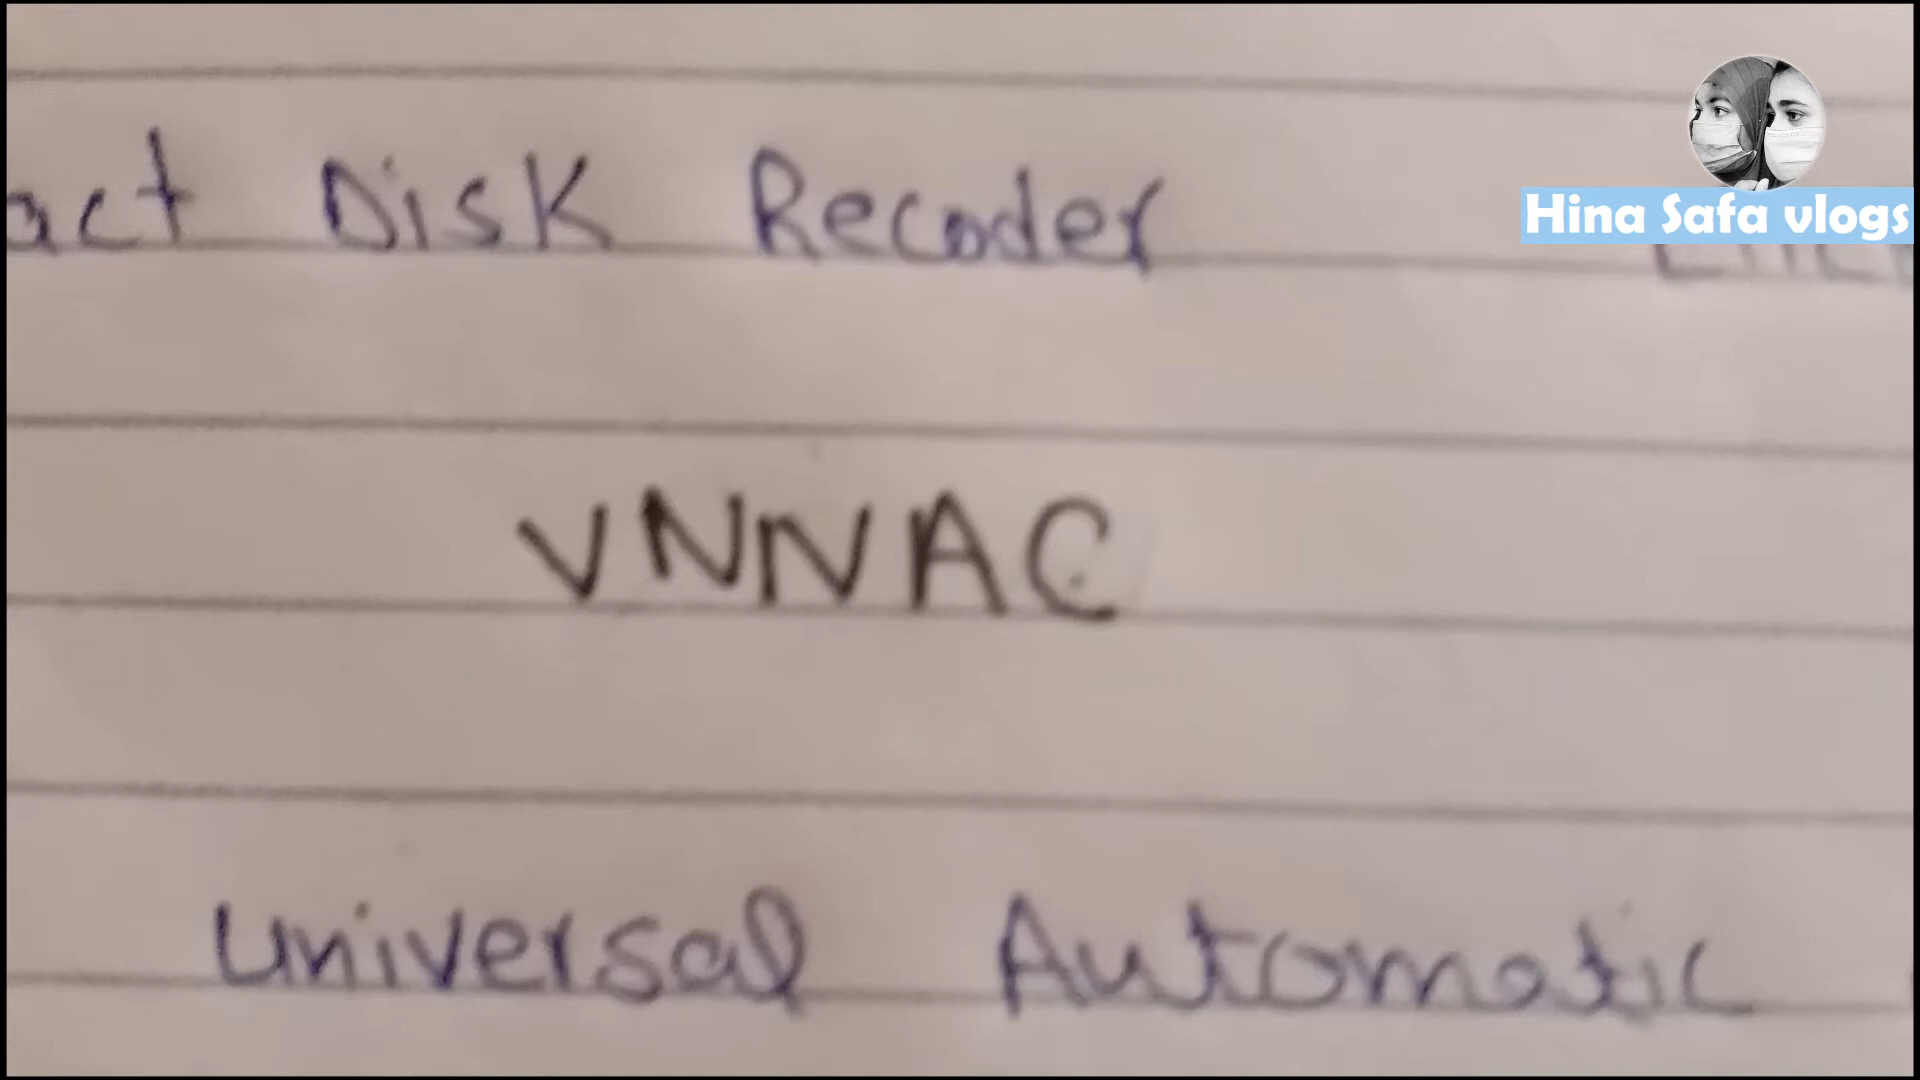 act Disk Recoder
Hina Safa vlogs
VNNAC
Universal Automatic